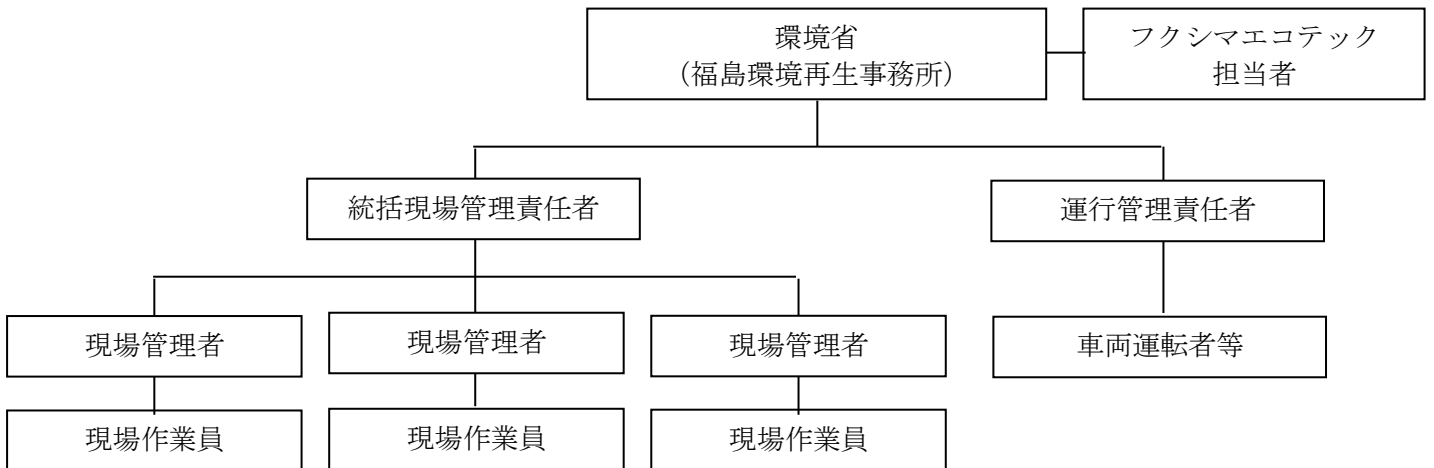 環境省
（福島環境再生事務所）
フクシマエコテック
担当者
統括現場管理責任者
運行管理責任者
現場管理者
現場管理者
現場管理者
車両運転者等
現場作業員
現場作業員
現場作業員